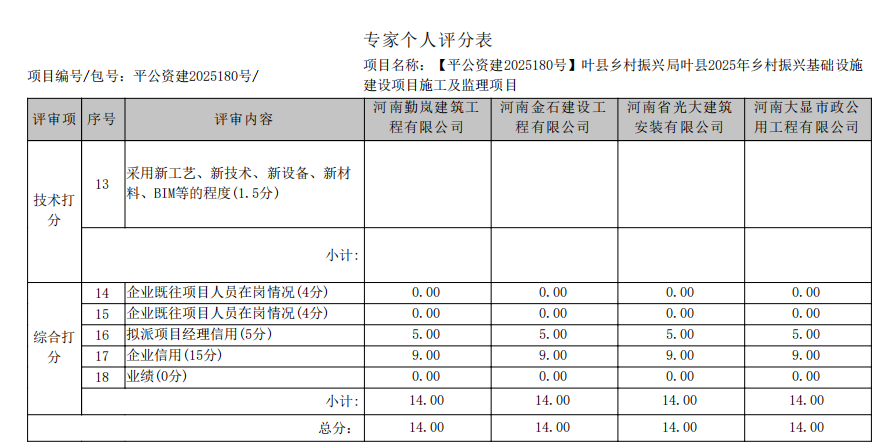 专家个人评分表
项目编号/包号：平公资建2025180号/
项目名称：【平公资建2025180号】叶县乡村振兴局叶县2025年乡村振兴基础设施
建设项目施工及监理项目
评审项 序号 评审内容 河南勤岚建筑工程有限公司 河南金石建设工程有限公司 河南省光大建筑安装有限公司 河南大显市政公用工程有限公司
技术打分
13 采用新工艺、新技术、新设备、新材
料、BIM等的程度(1.5分)
小计:
综合打分
14 企业既往项目人员在岗情况(4分) 0.00 0.00 0.00 0.00
15 企业既往项目人员在岗情况(4分) 0.00 0.00 0.00 0.00
16 拟派项目经理信用(5分) 5.00 5.00 5.00 5.00
17 企业信用(15分) 9.00 9.00 9.00 9.00
18 业绩(0分) 0.00 0.00 0.00 0.00
小计: 14.00 14.00 14.00 14.00
总分： 14.00 14.00 14.00 14.00